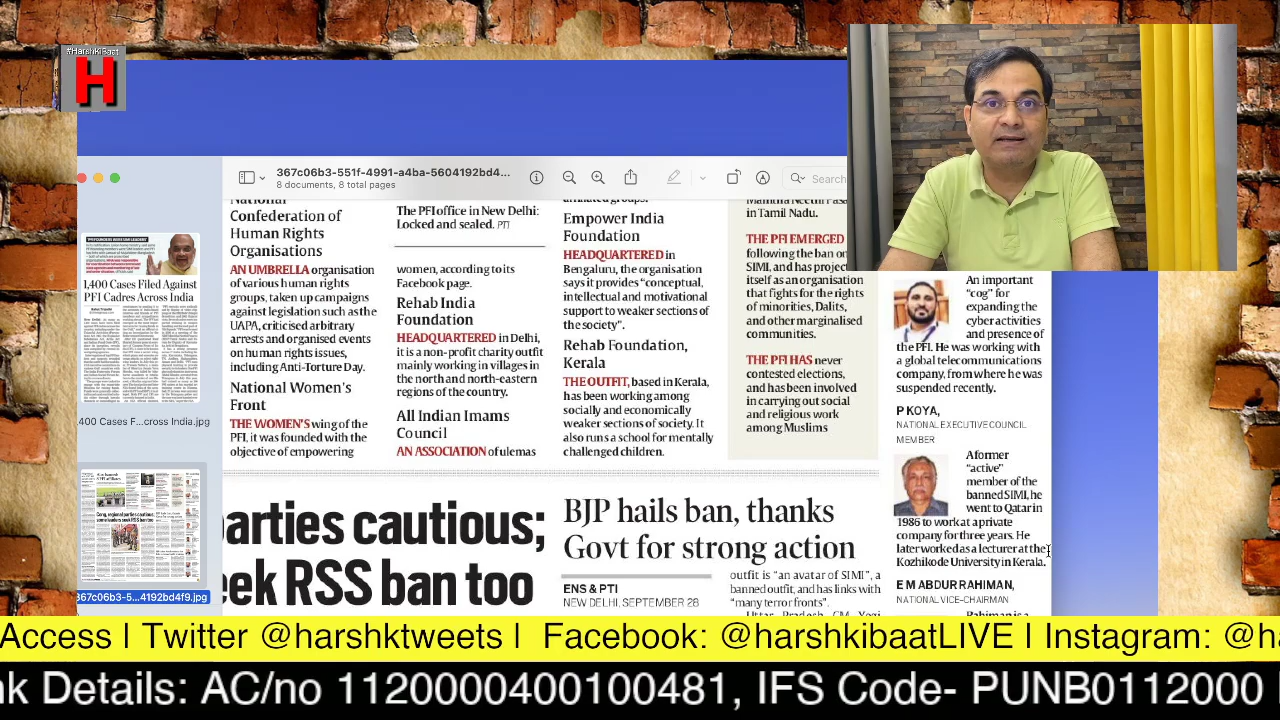 #HarshKiBaat
H
367c06b3-551f-4991-a4ba-5604192bd4...
8 documents, 8 total pages
Search
1,400 Cases Filed Against
PFI Cadres Across India
400 Cases F...cross India.jpg
367c06b3-5...4192bd4f9.jpg
National
Confederation of
Human Rights
Organisations
AN UMBRELLA organisation
of various human rights
groups, taken up campaigns
against legislation such as the
UAPA, criticised arbitrary
arrests and organised events
on human rights issues,
including Anti-Torture Day.
National Women's
Front
THE WOMEN'S wing of the
PFI, it was founded with the
objective of empowering
The PFI office in New Delhi:
Locked and sealed. PTI
women, according to its
Facebook page.
Rehab India
Foundation
HEADQUARTERED in Delhi,
it is a non-profit charity outfit
mainly working in villages in
the north and north-eastern
regions of the country.
All Indian Imams
Council
AN ASSOCIATION of ulemas
affiliated groups.
Empower India
Foundation
HEADQUARTERED in
Bengaluru, the organisation
says it provides "conceptual,
intellectual and motivational
support to weaker sections of
the society".
Rehab Foundation,
Kerala
THE OUTFIT, based in Kerala,
has been working among
socially and economically
weaker sections of society. It
also runs a school for mentally
challenged children.
in Tamil Nadu.
THE PFI EMERGED
following the ban on
SIMI, and has project
itself as an organisation
that fights for the rights
of minorities, Dalits,
and other marginalised
communities.
THE PFI HAS never
contested elections
and has been involved
in carrying out social
and religious work
among Muslims
An important
"cog" for
expanding the
cyber activities
and presence of
the PFI. He was working with
a global telecommunications
company, from where he was
suspended recently.
P KOYA,
NATIONAL EXECUTIVE COUNCIL
MEMBER
A former
"active"
member of the
banned SIMI, he
went to Qatar in
1986 to work at a private
company for three years. He
later worked as a lecturer at the
Kozhikode University in Kerala.
E M ABDUR RAHIMAN,
NATIONAL VICE-CHAIRMAN
Rahiman is a
arties cautious;
ek RSS ban too
BJP hails ban, thanks
Govt for strong action
ENS & PTI
NEW DELHI, SEPTEMBER 28
outfit is "an avatar of SIMI", a
banned outfit, and has links with
"many terror fronts".
Uttar Pradesh CM Yogi
Access | Twitter @harshktweets | Facebook: @harshkibaatLIVE | Instagram: @ha
nk Details: AC/no 1120000400100481, IFS Code- PUNB0112000